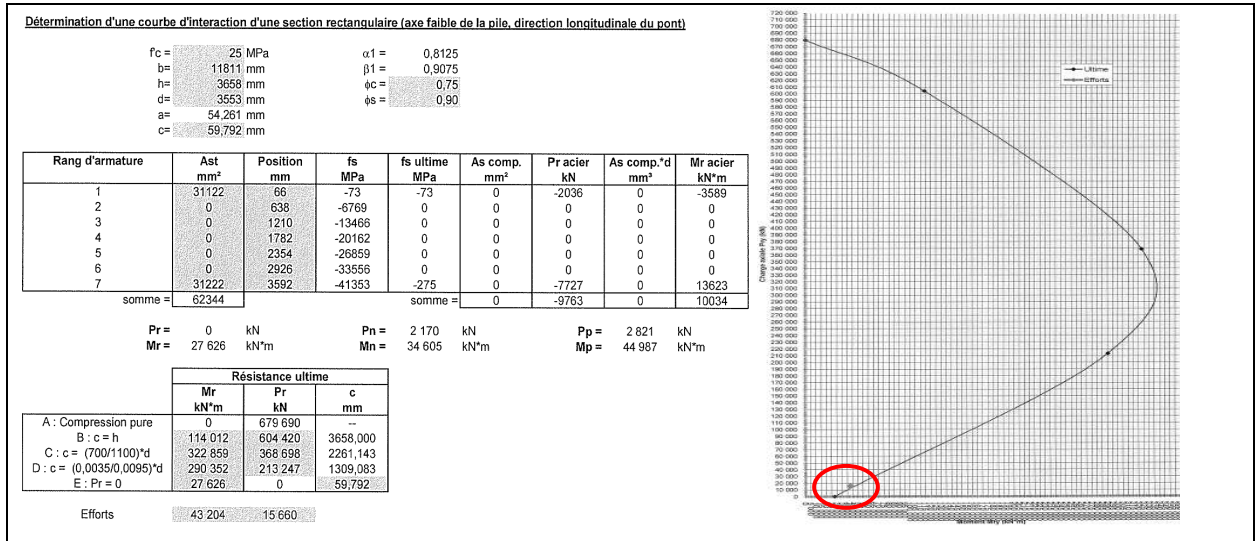 Détermination d'une courbe d'interaction d'une section rectangulaire (axe faible de la pile, direction longitudinale du pont)
f'c = 25 MPa α1 = 0,8125
b= 11811 mm β1 = 0,9075
h= 3658 mm ϕc = 0,75
d= 3553 mm ϕs = 0,90
a= 54,261 mm
c= 59,792 mm
Rang d'armature Ast Position fs fs ultime As comp. Pr acier As comp.*d Mr acier
mm² mm MPa MPa mm² kN mm³ kN*m
1 31122 66 -73 -73 0 -2036 0 -3589
2 0 638 -6769 0 0 0 0 0
3 0 1210 -13466 0 0 0 0 0
4 0 1782 -20162 0 0 0 0 0
5 0 2354 -26859 0 0 0 0 0
6 0 2926 -33556 0 0 0 0 0
7 31222 3592 -41353 -275 0 -7727 0 13623
somme = 62344 somme = 0 -9763 0 10034
Pr = 0 kN Pn = 2 170 kN Pp = 2 821 kN
Mr = 27 626 kN*m Mn = 34 605 kN*m Mp = 44 987 kN*m
Résistance ultime
Mr Pr c
kN*m kN mm
A : Compression pure 0 679 690 --
B : c = h 114 012 604 420 3658,000
C : c = (700/1100)*d 322 859 368 698 2261,143
D : c = (0,0035/0,0095)*d 290 352 213 247 1309,083
E : Pr = 0 27 626 0 59,792
Efforts 43 204 15 660
Ultime
Efforts
Charge axiale Pry (kN)
720 000
710 000
700 000
690 000
680 000
670 000
660 000
650 000
640 000
630 000
620 000
610 000
600 000
590 000
580 000
570 000
560 000
550 000
540 000
530 000
520 000
510 000
500 000
490 000
480 000
470 000
460 000
450 000
440 000
430 000
420 000
410 000
400 000
390 000
380 000
370 000
360 000
350 000
340 000
330 000
320 000
310 000
300 000
290 000
280 000
270 000
260 000
250 000
240 000
230 000
220 000
210 000
200 000
190 000
180 000
170 000
160 000
150 000
140 000
130 000
120 000
110 000
100 000
90 000
80 000
70 000
60 000
50 000
40 000
30 000
20 000
10 000
0
Moment Mry (kN*m)